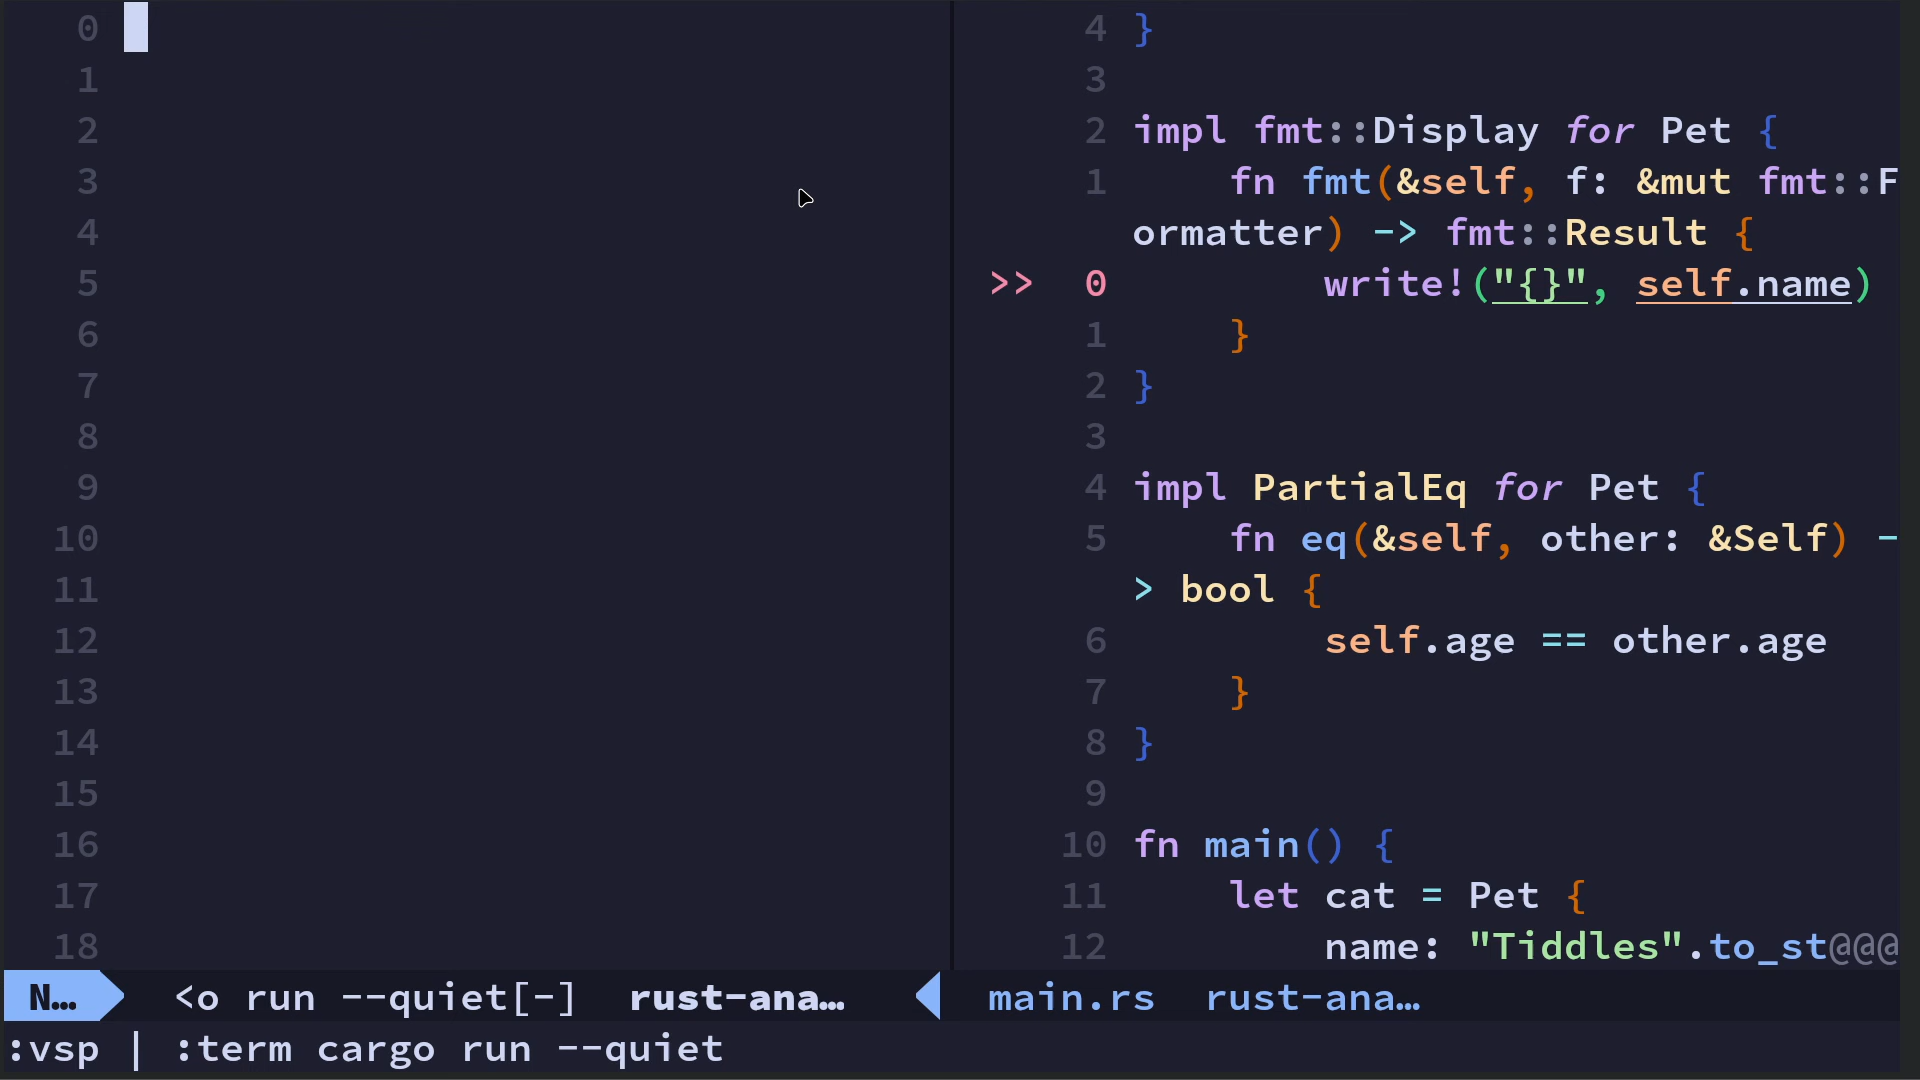 0
1
2
3
4
5
6
7
8
9
10
11
12
13
14
15
16
17
18
4 }
3
2 impl fmt::Display for Pet {
1     fn fmt(&self, f: &mut fmt::F
ormatter) -> fmt::Result {
>> 0         write!("{}", self.name)
1     }
2 }
3
4 impl PartialEq for Pet {
5     fn eq(&self, other: &Self) -
> bool {
6         self.age == other.age
7     }
8 }
9
10 fn main() {
11     let cat = Pet {
12         name: "Tiddles".to_st@@@
N… <o run --quiet[-] rust-ana… main.rs rust-ana…
:vsp | :term cargo run --quiet